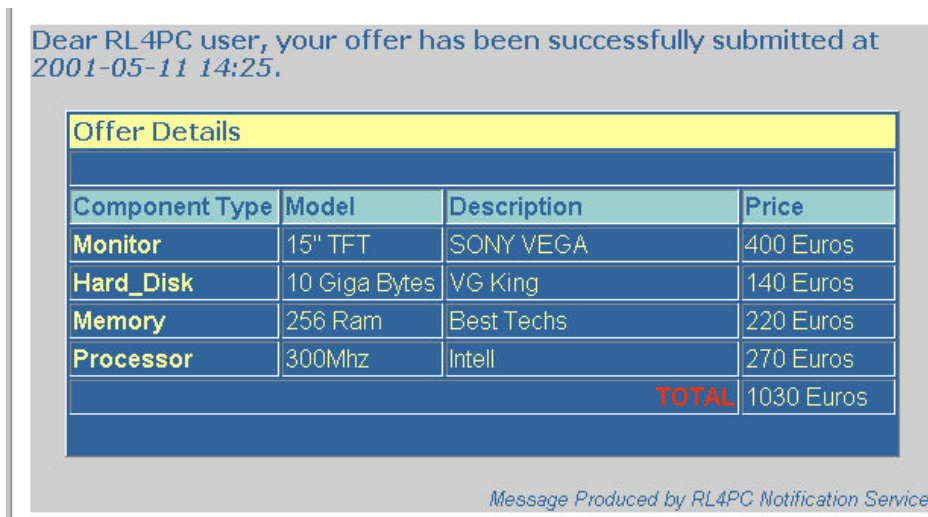 Dear RL4PC user, your offer has been successfully submitted at
2001-05-11 14:25.
Offer Details
Component Type Model Description Price
Monitor 15" TFT SONY VEGA 400 Euros
Hard_Disk 10 Giga Bytes VG King 140 Euros
Memory 256 Ram Best Techs 220 Euros
Processor 300Mhz Intell 270 Euros
TOTAL 1030 Euros
Message Produced by RL4PC Notification Service